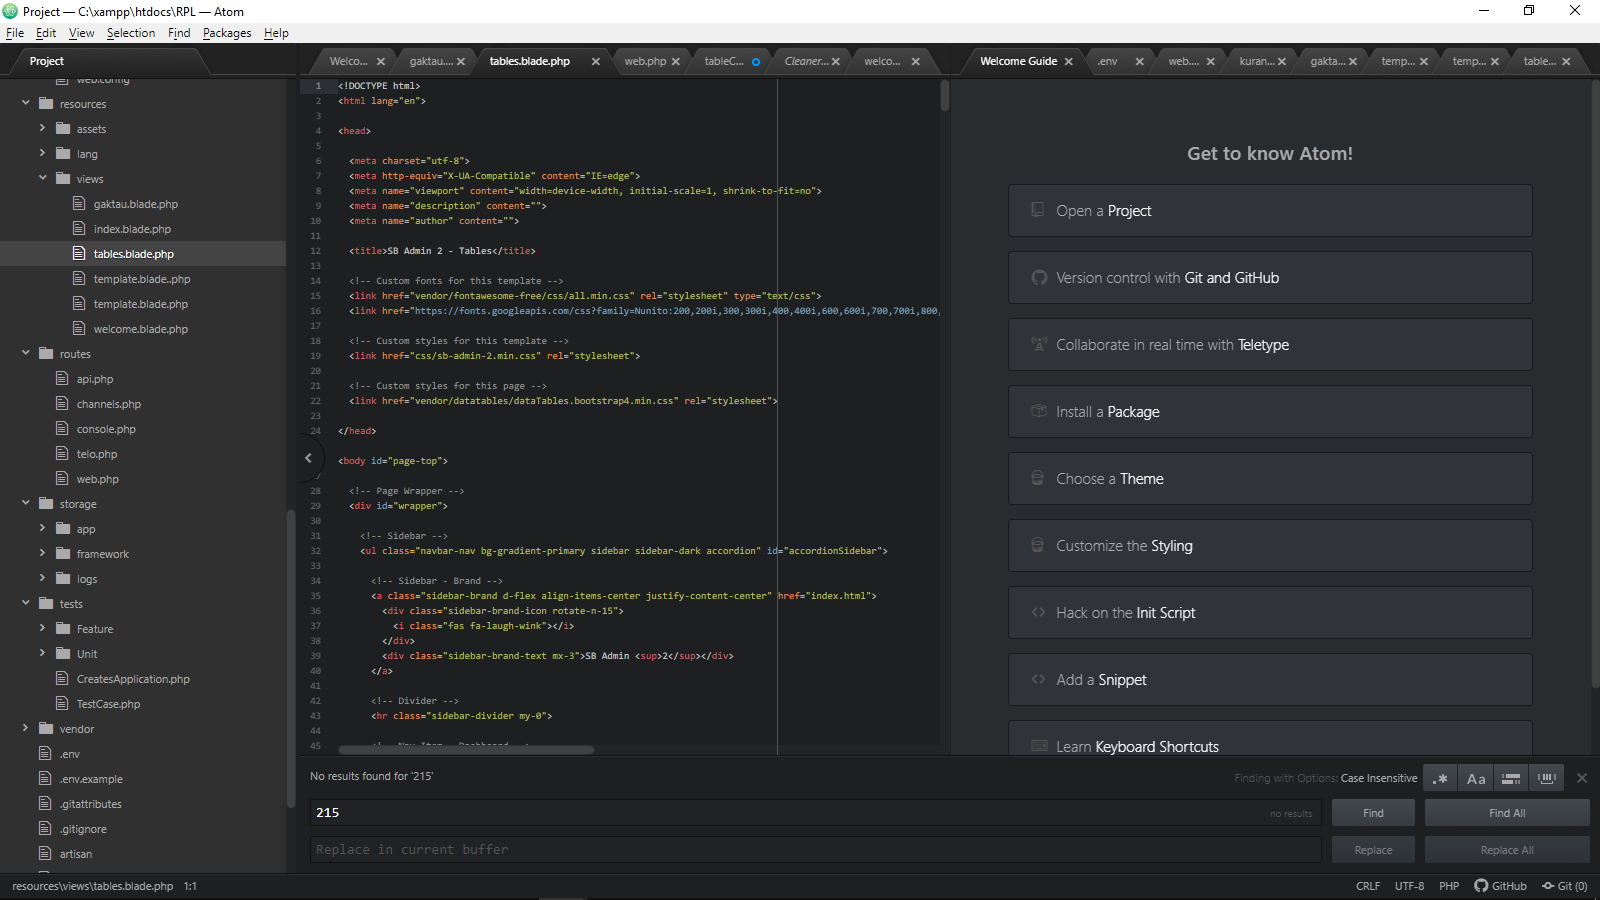 Project — C:\xampp\htdocs\RPL — Atom
File Edit View Selection Find Packages Help
Project
Welco... gaktau.... tables.blade.php web.php tableC... Cleaner... welco... Welcome Guide .env web.... kuran... gakta... temp... temp... table...
web.config
resources
assets
lang
views
gaktau.blade.php
index.blade.php
tables.blade.php
template.blade..php
template.blade.php
welcome.blade.php
routes
api.php
channels.php
console.php
telo.php
web.php
storage
app
framework
logs
tests
Feature
Unit
CreatesApplication.php
TestCase.php
vendor
.env
.env.example
.gitattributes
.gitignore
artisan
1 <!DOCTYPE html>
2 <html lang="en">
3
4 <head>
5
6 <meta charset="utf-8">
7 <meta http-equiv="X-UA-Compatible" content="IE=edge">
8 <meta name="viewport" content="width=device-width, initial-scale=1, shrink-to-fit=no">
9 <meta name="description" content="">
10 <meta name="author" content="">
11
12 <title>SB Admin 2 - Tables</title>
13
14 <!-- Custom fonts for this template -->
15 <link href="vendor/fontawesome-free/css/all.min.css" rel="stylesheet" type="text/css">
16 <link href="https://fonts.googleapis.com/css?family=Nunito:200,200i,300,300i,400,400i,600,600i,700,700i,800,
17
18 <!-- Custom styles for this template -->
19 <link href="css/sb-admin-2.min.css" rel="stylesheet">
20
21 <!-- Custom styles for this page -->
22 <link href="vendor/datatables/dataTables.bootstrap4.min.css" rel="stylesheet">
23
24 </head>
<body id="page-top">
28 <!-- Page Wrapper -->
29 <div id="wrapper">
30
31 <!-- Sidebar -->
32 <ul class="navbar-nav bg-gradient-primary sidebar sidebar-dark accordion" id="accordionSidebar">
33
34 <!-- Sidebar - Brand -->
35 <a class="sidebar-brand d-flex align-items-center justify-content-center" href="index.html">
36 <div class="sidebar-brand-icon rotate-n-15">
37 <i class="fas fa-laugh-wink"></i>
38 </div>
39 <div class="sidebar-brand-text mx-3">SB Admin <sup>2</sup></div>
40 </a>
41
42 <!-- Divider -->
43 <hr class="sidebar-divider my-0">
44
45 <!-- Nav Item - Dashboard -->
Get to know Atom!
Open a Project
Version control with Git and GitHub
Collaborate in real time with Teletype
Install a Package
Choose a Theme
Customize the Styling
Hack on the Init Script
Add a Snippet
Learn Keyboard Shortcuts
No results found for '215'
Finding with Options: Case Insensitive .* Aa
215 no results Find Find All
Replace in current buffer Replace Replace All
resources\views\tables.blade.php 1:1 CRLF UTF-8 PHP GitHub Git (0)